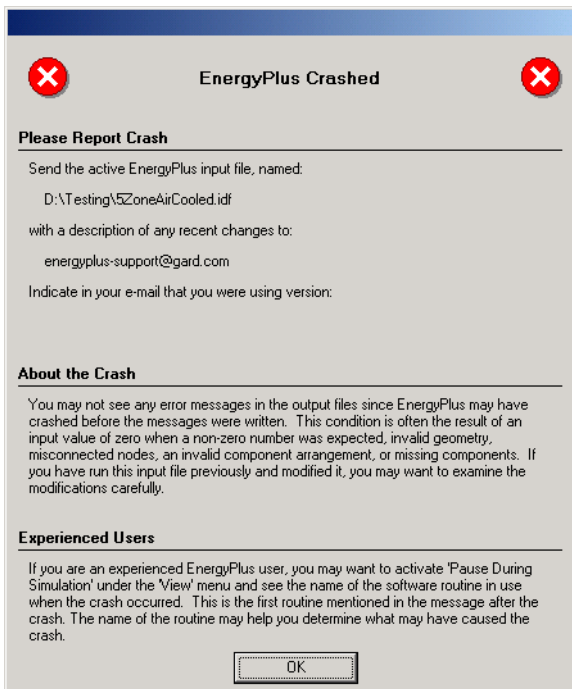 EnergyPlus Crashed
Please Report Crash
Send the active EnergyPlus input file, named:
D:\Testing\5ZoneAirCooled.idf
with a description of any recent changes to:
energyplus-support@gard.com
Indicate in your e-mail that you were using version:
About the Crash
You may not see any error messages in the output files since EnergyPlus may have
crashed before the messages were written.  This condition is often the result of an
input value of zero when a non-zero number was expected, invalid geometry,
misconnected nodes, an invalid component arrangement, or missing components.  If
you have run this input file previously and modified it, you may want to examine the
modifications carefully.
Experienced Users
If you are an experienced EnergyPlus user, you may want to activate 'Pause During
Simulation' under the 'View' menu and see the name of the software routine in use
when the crash occurred.  This is the first routine mentioned in the message after the
crash. The name of the routine may help you determine what may have caused the
crash.
OK